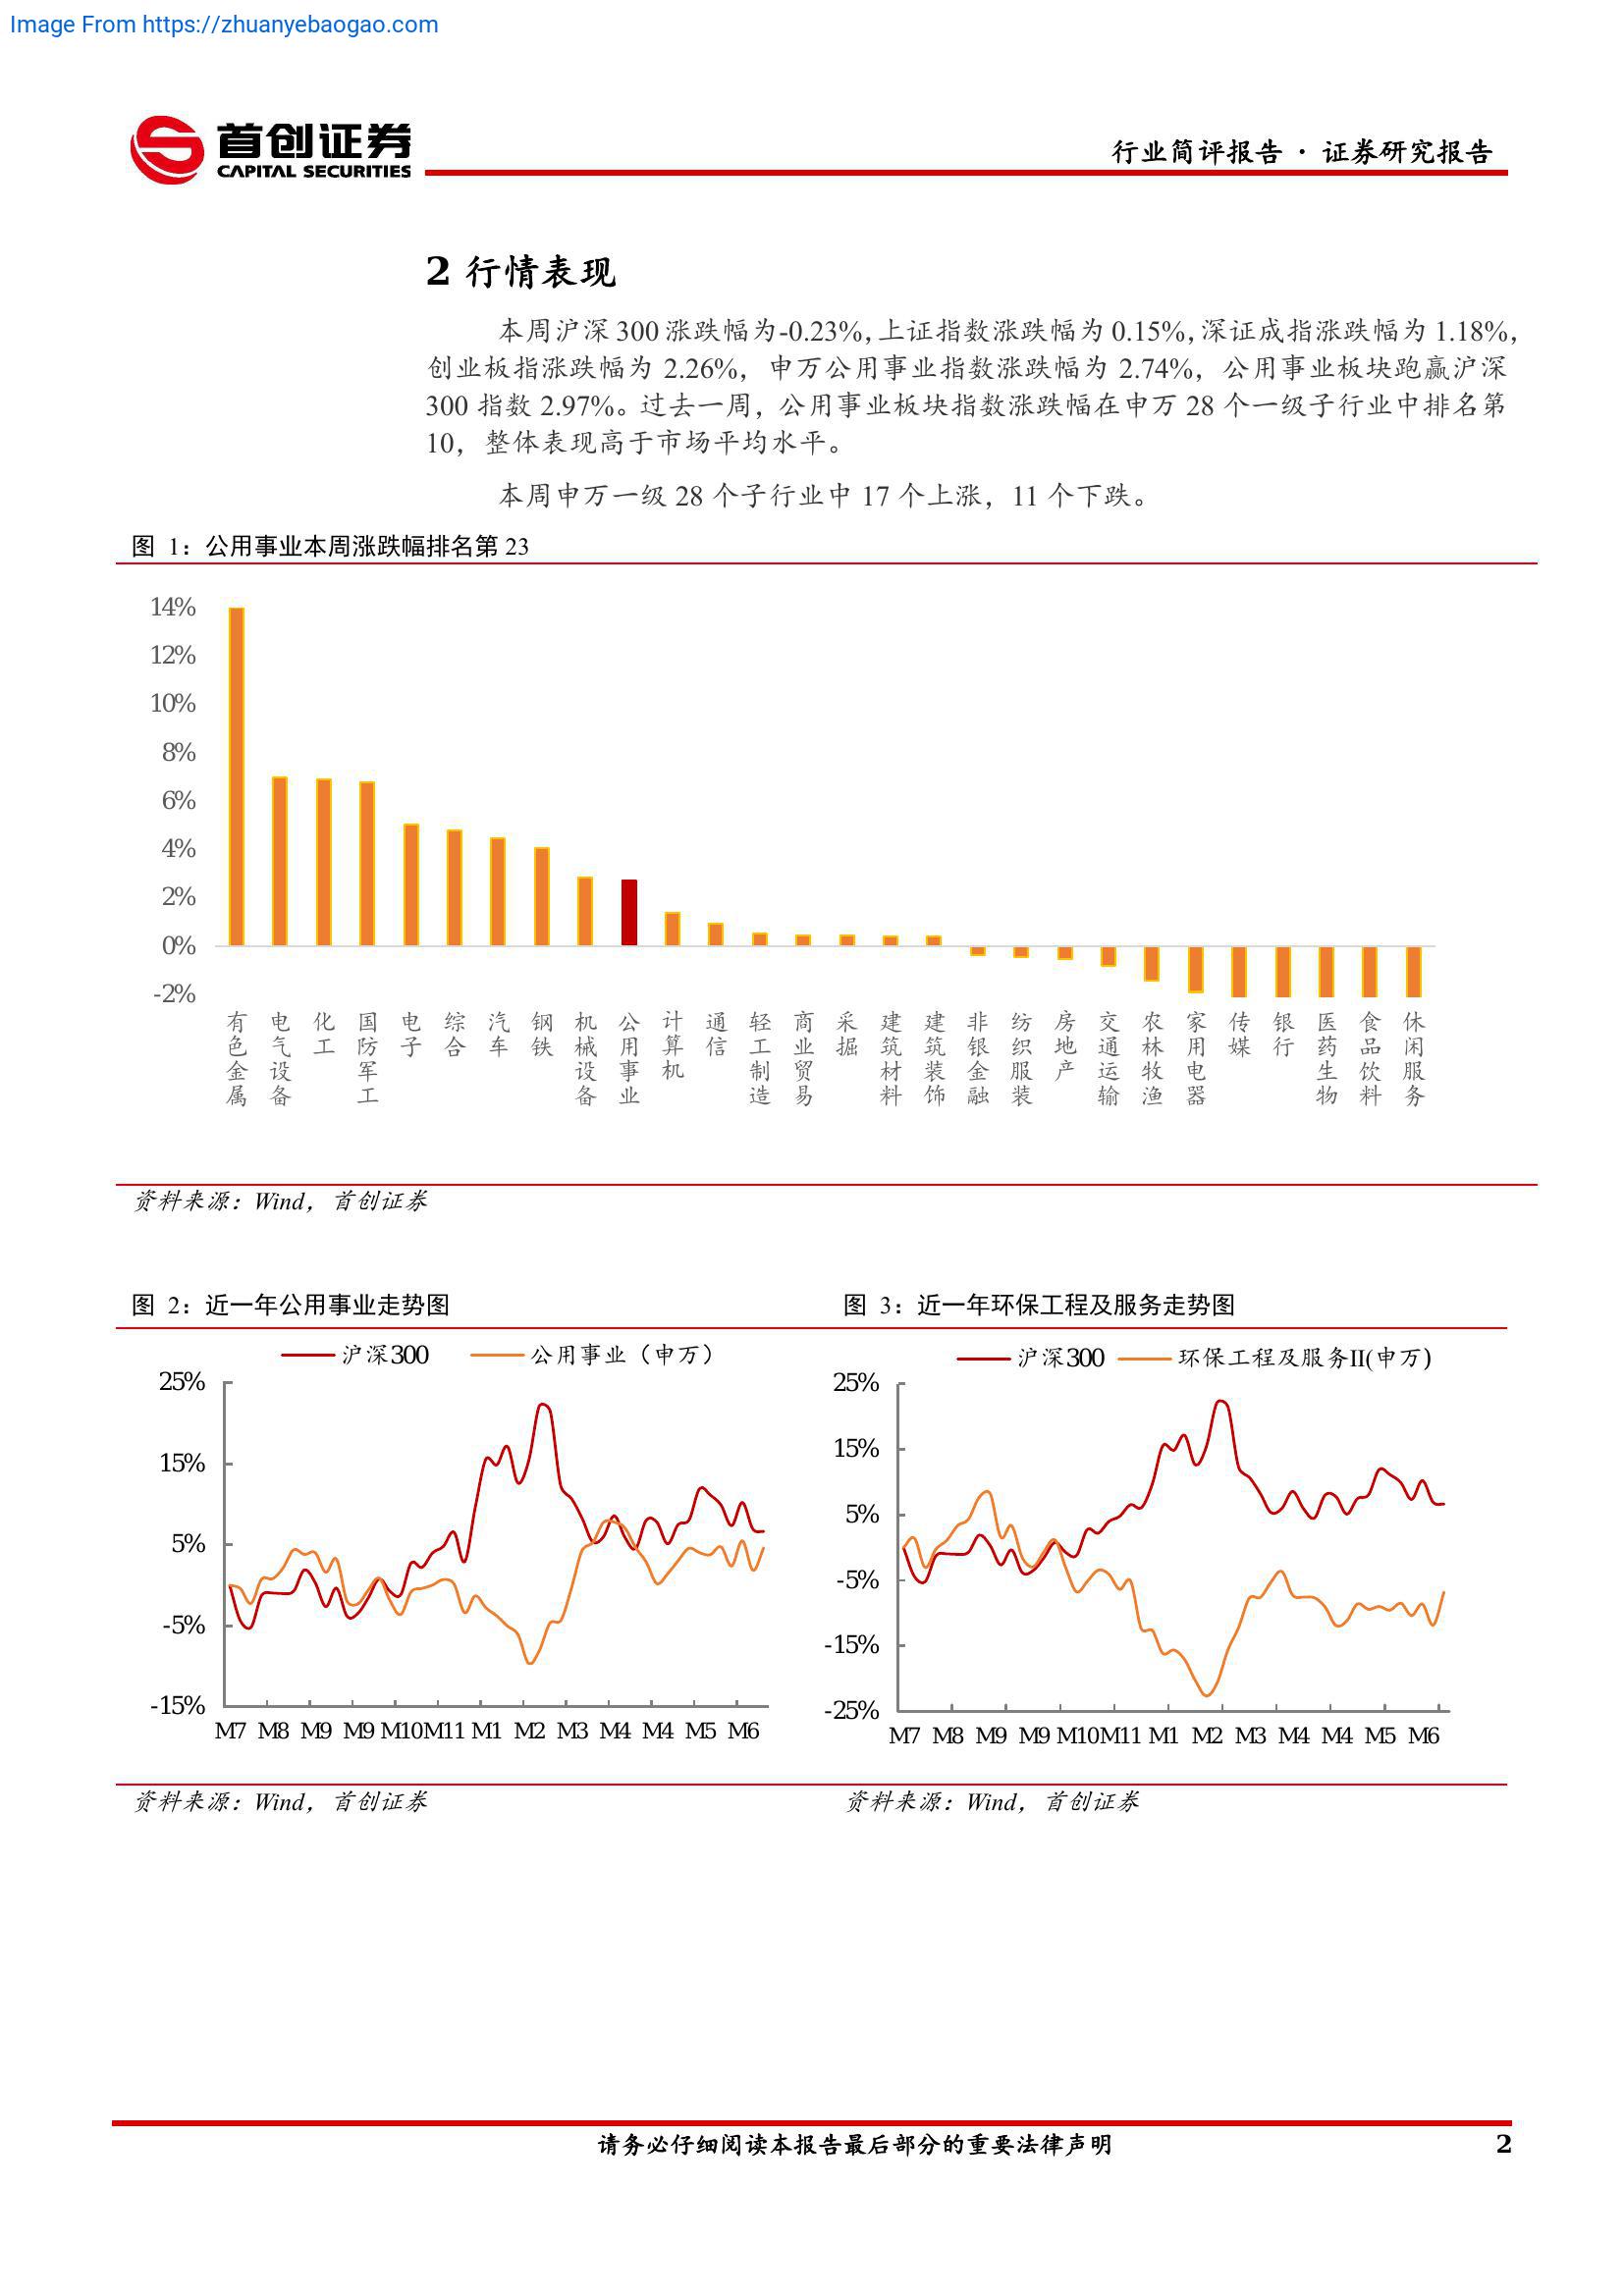 Image From https://zhuanyebaogao.com
首创证券
CAPITAL SECURITIES
行业简评报告 · 证券研究报告
2 行情表现
本周沪深 300 涨跌幅为-0.23%，上证指数涨跌幅为 0.15%，深证成指涨跌幅为 1.18%，
创业板指涨跌幅为 2.26%，申万公用事业指数涨跌幅为 2.74%，公用事业板块跑赢沪深
300 指数 2.97%。过去一周，公用事业板块指数涨跌幅在申万 28 个一级子行业中排名第
10，整体表现高于市场平均水平。
本周申万一级 28 个子行业中 17 个上涨，11 个下跌。
图 1：公用事业本周涨跌幅排名第 23
14%
12%
10%
8%
6%
4%
2%
0%
-2%
有色金属
电气设备
化工
国防军工
电子
综合
汽车
钢铁
机械设备
公用事业
计算机
通信
轻工制造
商业贸易
采掘
建筑材料
建筑装饰
非银金融
纺织服装
房地产
交通运输
农林牧渔
家用电器
传媒
银行
医药生物
食品饮料
休闲服务
资料来源：Wind，首创证券
图 2：近一年公用事业走势图
沪深300 公用事业（申万）
25%
15%
5%
-5%
-15%
M7 M8 M9 M9 M10 M11 M1 M2 M3 M4 M4 M5 M6
资料来源：Wind，首创证券
图 3：近一年环保工程及服务走势图
沪深300 环保工程及服务II(申万)
25%
15%
5%
-5%
-15%
-25%
M7 M8 M9 M9 M10 M11 M1 M2 M3 M4 M4 M5 M6
资料来源：Wind，首创证券
请务必仔细阅读本报告最后部分的重要法律声明
2